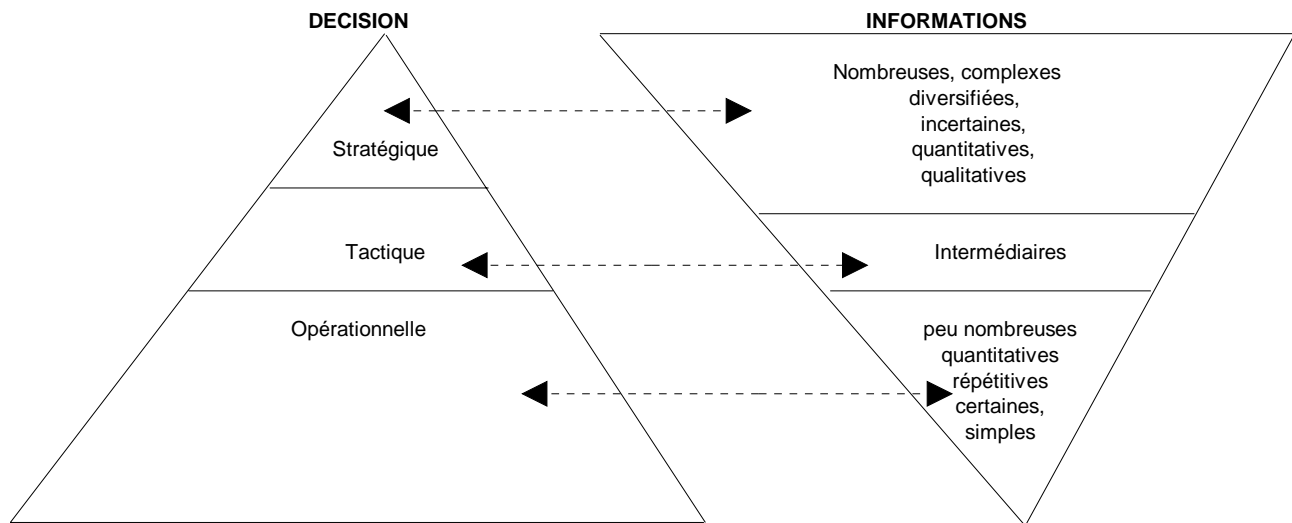 DECISION
INFORMATIONS
Nombreuses, complexes
diversifiées,
incertaines,
quantitatives,
qualitatives
Stratégique
Tactique
Intermédiaires
Opérationnelle
peu nombreuses
quantitatives
répétitives
certaines,
simples